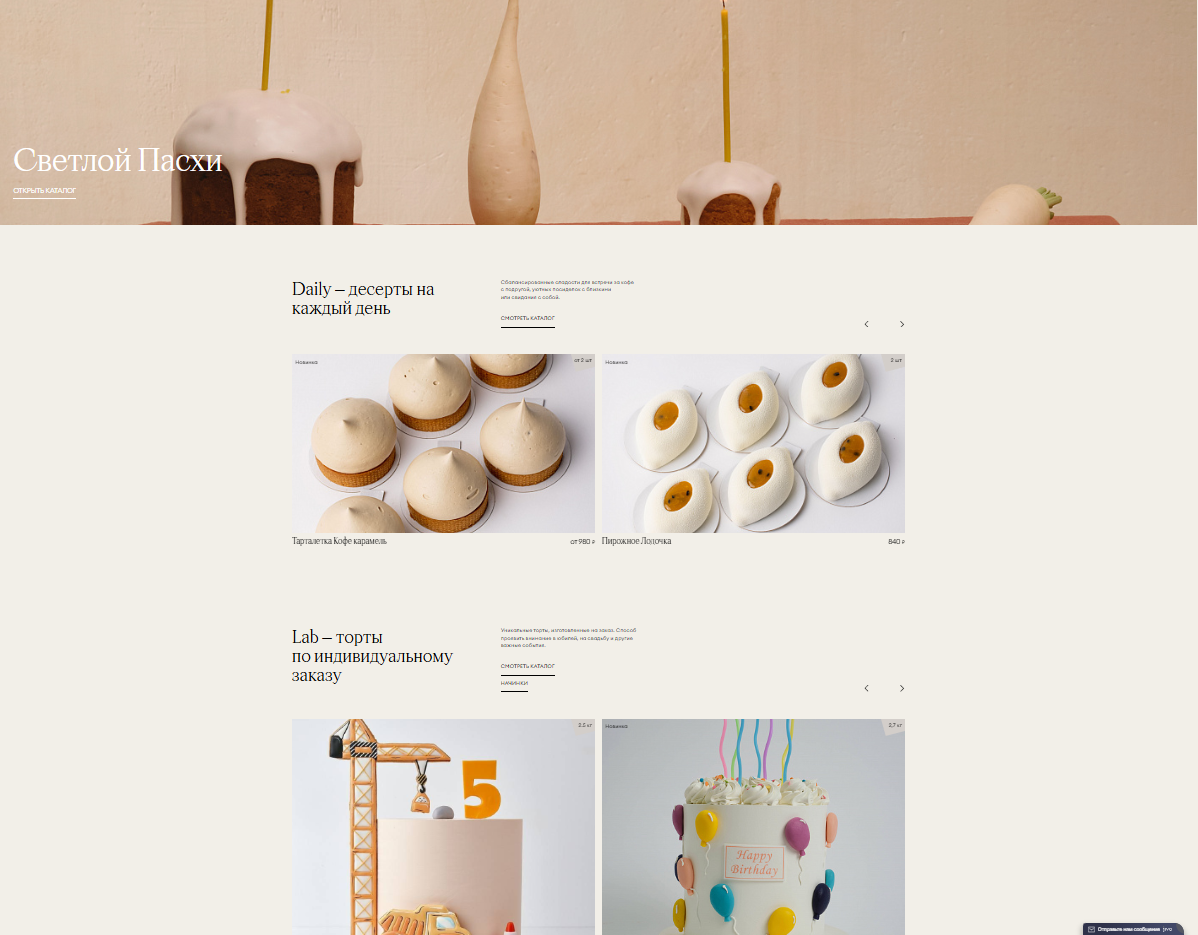 Светлой Пасхи
ОТКРЫТЬ КАТАЛОГ
Daily – десерты на
каждый день
Сбалансированные сладости для встречи за кофе
с подругой, уютных посиделок с близкими
или свидания с собой.
СМОТРЕТЬ КАТАЛОГ
Новинка
от 2 шт
Новинка
2 шт
Тарталетка Кофе карамель
от 980 ₽
Пирожное Лодочка
840 ₽
Lab – торты
по индивидуальному
заказу
Уникальные торты, изготовленные на заказ. Способ
проявить внимание в юбилей, на свадьбу и другие
важные события.
СМОТРЕТЬ КАТАЛОГ
НАЧИНКИ
2,5 кг
Новинка
2,7 кг
5
Happy
Birthday
Отправьте нам сообщение jivo